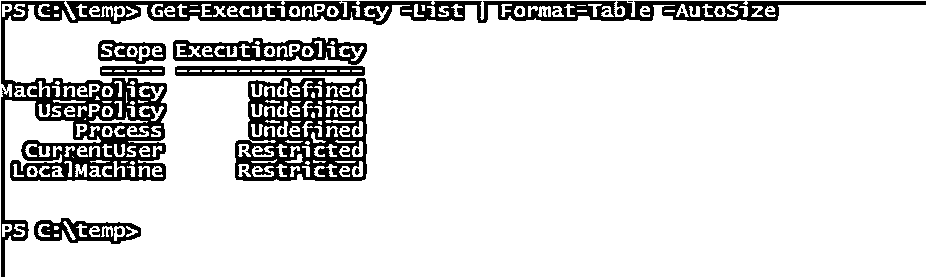 PS C:\temp> Get-ExecutionPolicy -List | Format-Table -AutoSize
Scope ExecutionPolicy
----- ---------------
MachinePolicy Undefined
UserPolicy Undefined
Process Undefined
CurrentUser Restricted
LocalMachine Restricted
PS C:\temp>